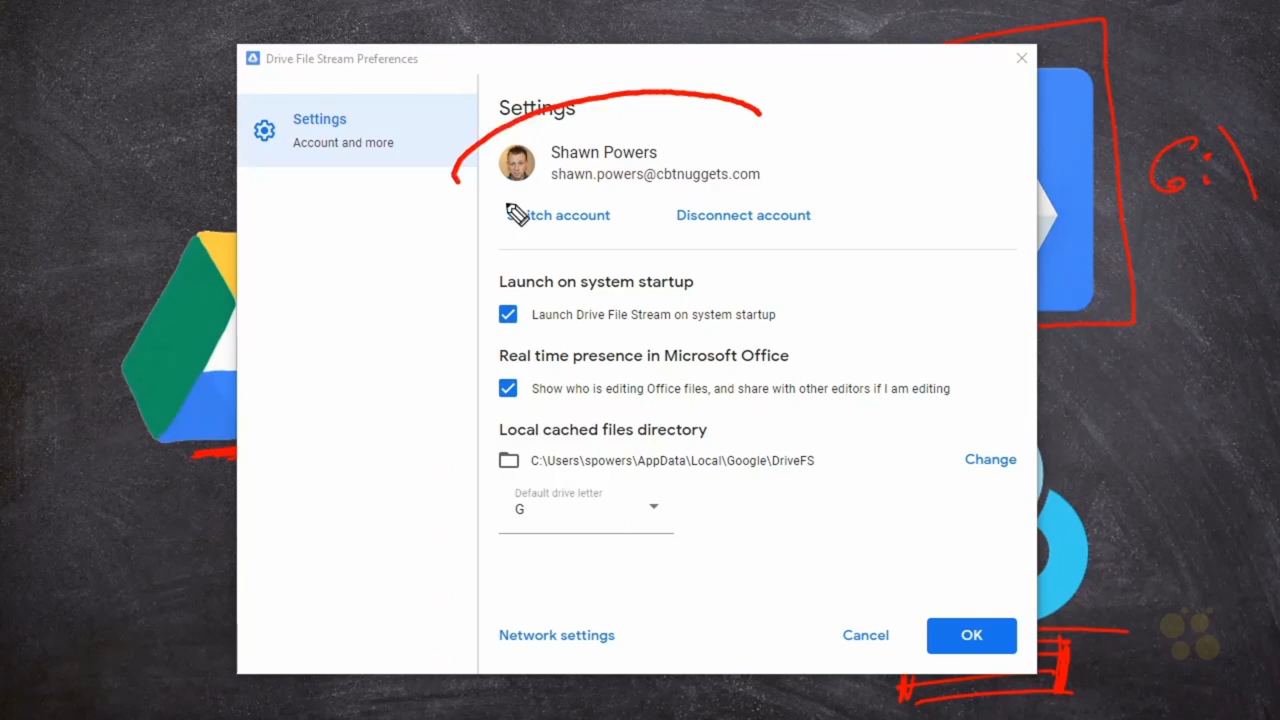 Drive File Stream Preferences
Settings
Account and more
Settings
Shawn Powers
shawn.powers@cbtnuggets.com
Disconnect account
account
Launch on system startup
Launch Drive File Stream on system startup
Real time presence in Microsoft Office
Show who is editing Office files, and share with other editors if I am editing
Local cached files directory
C:\Users\spowers\AppData\Local\Google\DriveFS
Change
Default drive letter
G
Network settings
Cancel
OK
G:\